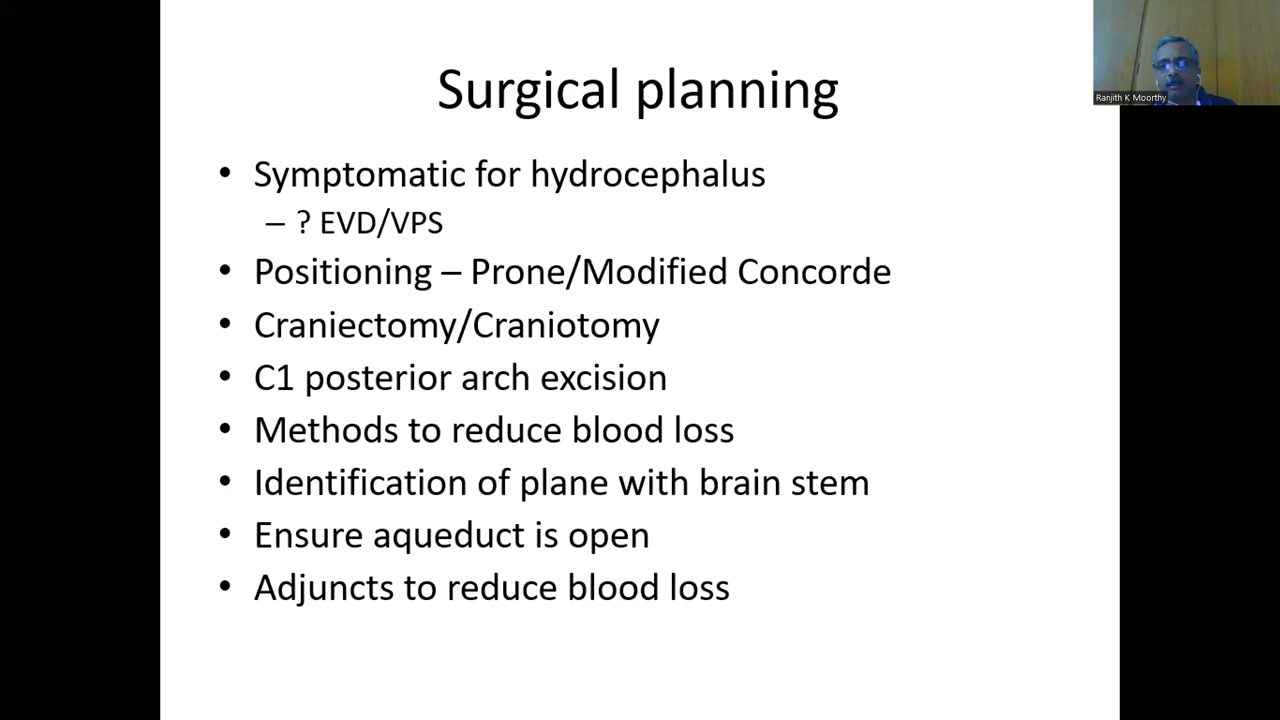 Surgical planning
Ranjith K Moorthy
• Symptomatic for hydrocephalus
– ? EVD/VPS
• Positioning – Prone/Modified Concorde
• Craniectomy/Craniotomy
• C1 posterior arch excision
• Methods to reduce blood loss
• Identification of plane with brain stem
• Ensure aqueduct is open
• Adjuncts to reduce blood loss